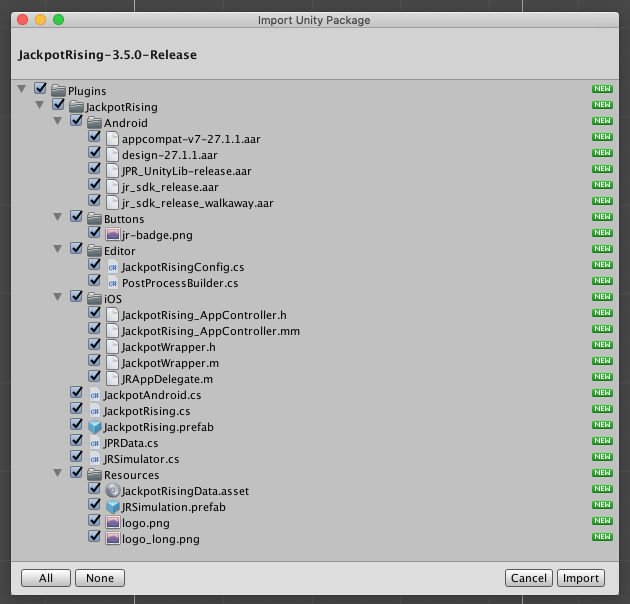 Import Unity Package
JackpotRising-3.5.0-Release
Plugins NEW
JackpotRising NEW
Android NEW
appcompat-v7-27.1.1.aar NEW
design-27.1.1.aar NEW
JPR_UnityLib-release.aar NEW
jr_sdk_release.aar NEW
jr_sdk_release_walkaway.aar NEW
Buttons NEW
jr-badge.png NEW
Editor NEW
c# JackpotRisingConfig.cs NEW
c# PostProcessBuilder.cs NEW
iOS NEW
JackpotRising_AppController.h NEW
JackpotRising_AppController.mm NEW
JackpotWrapper.h NEW
JackpotWrapper.m NEW
JRAppDelegate.m NEW
c# JackpotAndroid.cs NEW
c# JackpotRising.cs NEW
JackpotRising.prefab NEW
c# JPRData.cs NEW
c# JRSimulator.cs NEW
Resources NEW
JackpotRisingData.asset NEW
JRSimulation.prefab NEW
logo.png NEW
logo_long.png NEW
All None Cancel Import